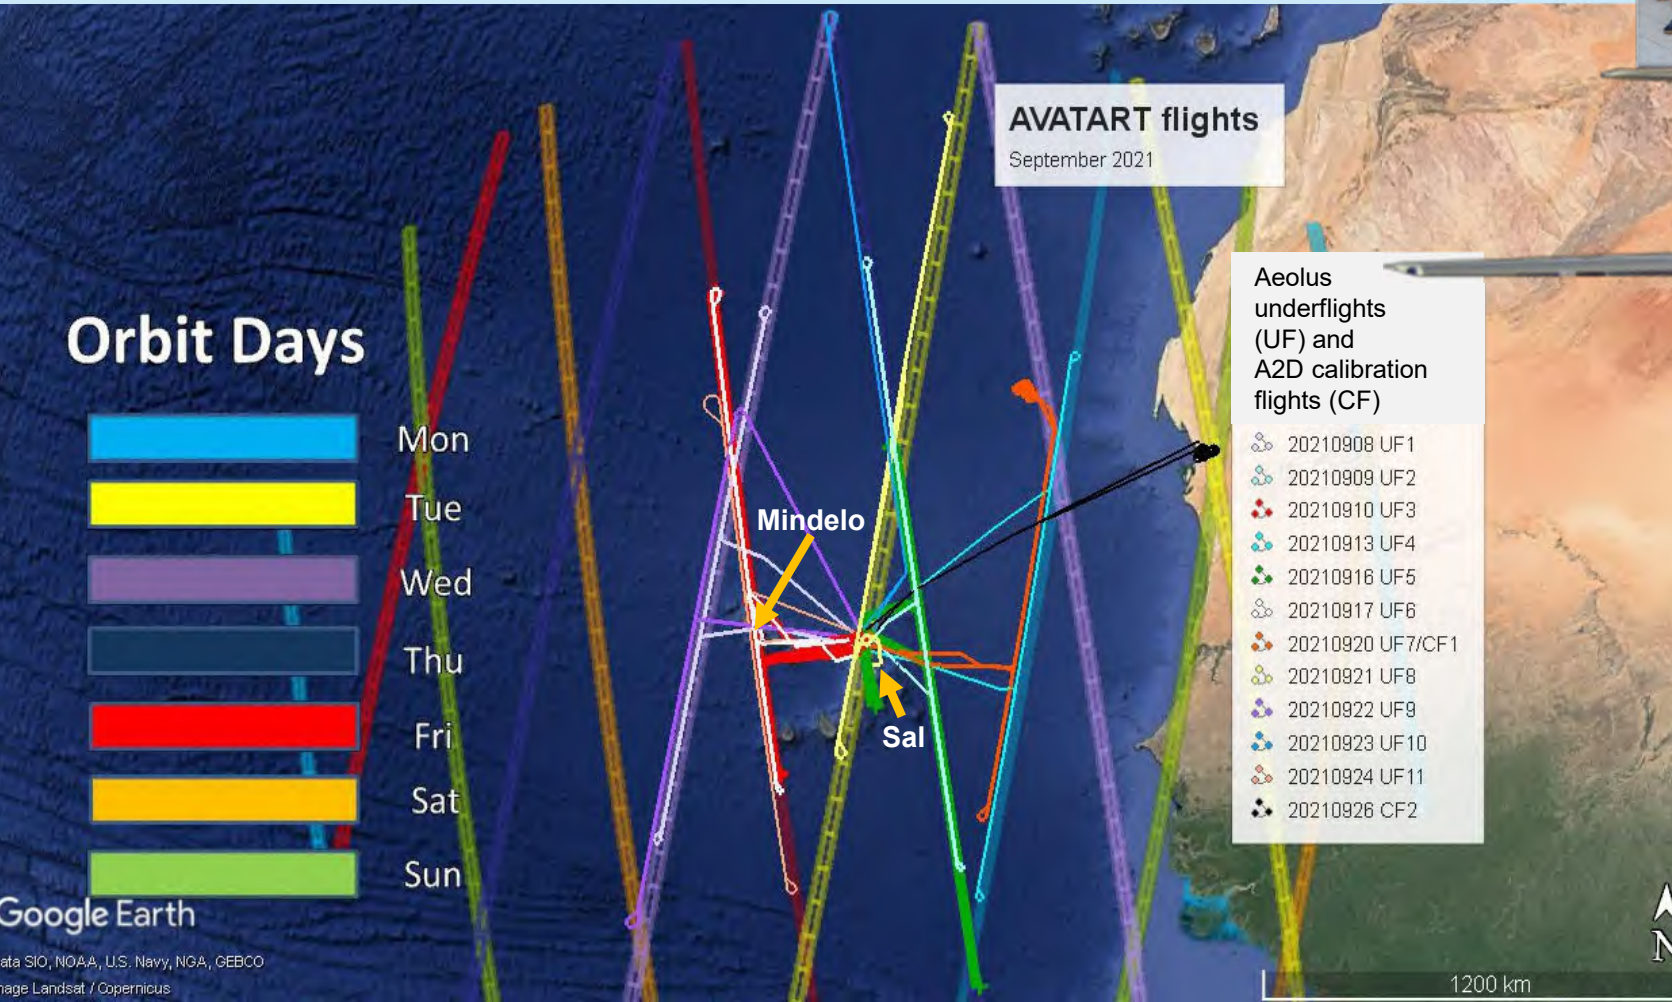 AVATART flights
September 2021
Aeolus
underflights
(UF) and
A2D calibration
flights (CF)
20210908 UF1
20210909 UF2
20210910 UF3
20210913 UF4
20210916 UF5
20210917 UF6
20210920 UF7/CF1
20210921 UF8
20210922 UF9
20210923 UF10
20210924 UF11
20210926 CF2
Orbit Days
Mon
Tue
Wed
Thu
Fri
Sat
Sun
Mindelo
Sal
Google Earth
ata SIO, NOAA, U.S. Navy, NGA, GEBCO
mage Landsat / Copernicus
N
1200 km